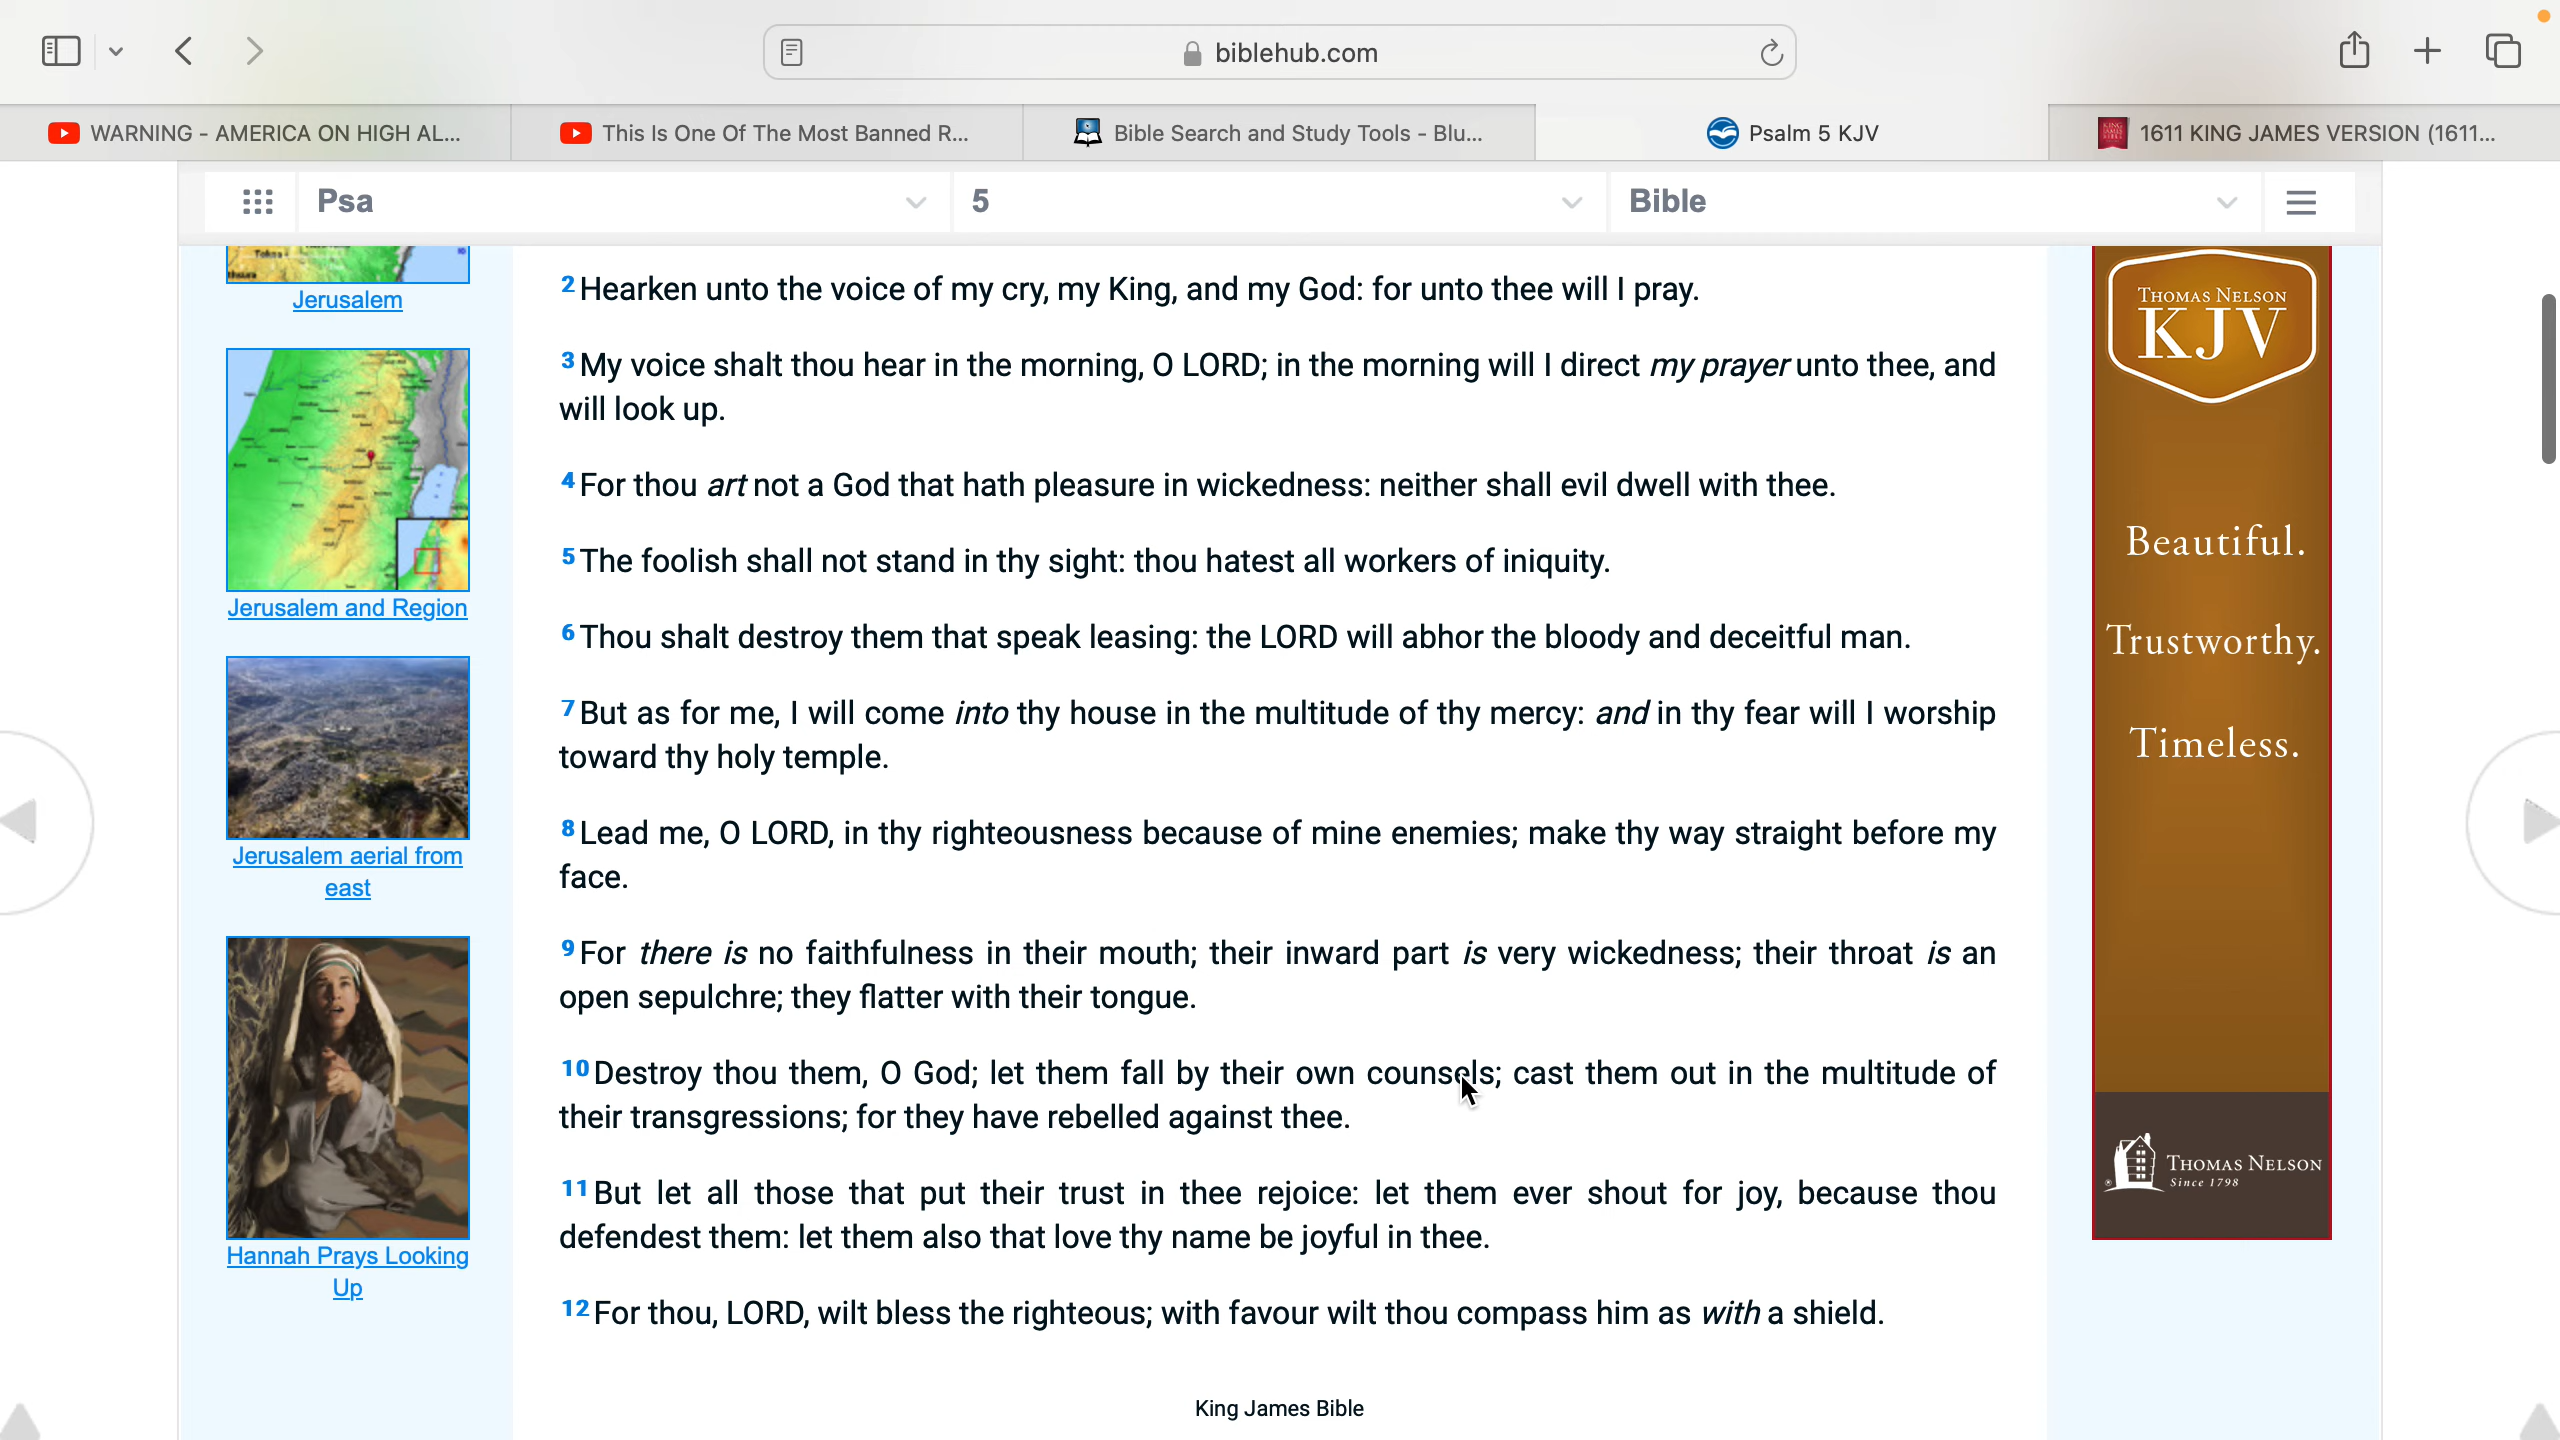 biblehub.com
WARNING - AMERICA ON HIGH AL...
This Is One Of The Most Banned R...
Bible Search and Study Tools - Blu...
Psalm 5 KJV
1611 KING JAMES VERSION (1611...
Psa
5
Bible
Jerusalem
Jerusalem and Region
Jerusalem aerial from
east
Hannah Prays Looking
Up
2 Hearken unto the voice of my cry, my King, and my God: for unto thee will I pray.
3 My voice shalt thou hear in the morning, O LORD; in the morning will I direct my prayer unto thee, and
will look up.
4 For thou art not a God that hath pleasure in wickedness: neither shall evil dwell with thee.
5 The foolish shall not stand in thy sight: thou hatest all workers of iniquity.
6 Thou shalt destroy them that speak leasing: the LORD will abhor the bloody and deceitful man.
7 But as for me, I will come into thy house in the multitude of thy mercy: and in thy fear will I worship
toward thy holy temple.
8 Lead me, O LORD, in thy righteousness because of mine enemies; make thy way straight before my
face.
9 For there is no faithfulness in their mouth; their inward part is very wickedness; their throat is an
open sepulchre; they flatter with their tongue.
10 Destroy thou them, O God; let them fall by their own counsels; cast them out in the multitude of
their transgressions; for they have rebelled against thee.
11 But let all those that put their trust in thee rejoice: let them ever shout for joy, because thou
defendest them: let them also that love thy name be joyful in thee.
12 For thou, LORD, wilt bless the righteous; with favour wilt thou compass him as with a shield.
King James Bible
THOMAS NELSON
KJV
Beautiful.
Trustworthy.
Timeless.
THOMAS NELSON
Since 1798